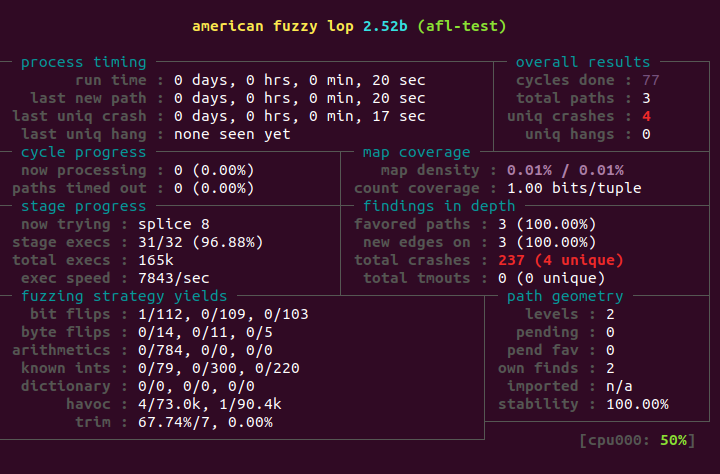 american fuzzy lop 2.52b (afl-test)
process timing overall results
run time : 0 days, 0 hrs, 0 min, 20 sec cycles done : 77
last new path : 0 days, 0 hrs, 0 min, 20 sec total paths : 3
last uniq crash : 0 days, 0 hrs, 0 min, 17 sec uniq crashes : 4
last uniq hang : none seen yet uniq hangs : 0
cycle progress map coverage
now processing : 0 (0.00%) map density : 0.01% / 0.01%
paths timed out : 0 (0.00%) count coverage : 1.00 bits/tuple
stage progress findings in depth
now trying : splice 8 favored paths : 3 (100.00%)
stage execs : 31/32 (96.88%) new edges on : 3 (100.00%)
total execs : 165k total crashes : 237 (4 unique)
exec speed : 7843/sec total tmouts : 0 (0 unique)
fuzzing strategy yields path geometry
bit flips : 1/112, 0/109, 0/103 levels : 2
byte flips : 0/14, 0/11, 0/5 pending : 0
arithmetics : 0/784, 0/0, 0/0 pend fav : 0
known ints : 0/79, 0/300, 0/220 own finds : 2
dictionary : 0/0, 0/0, 0/0 imported : n/a
havoc : 4/73.0k, 1/90.4k stability : 100.00%
trim : 67.74%/7, 0.00%
[cpu000: 50%]